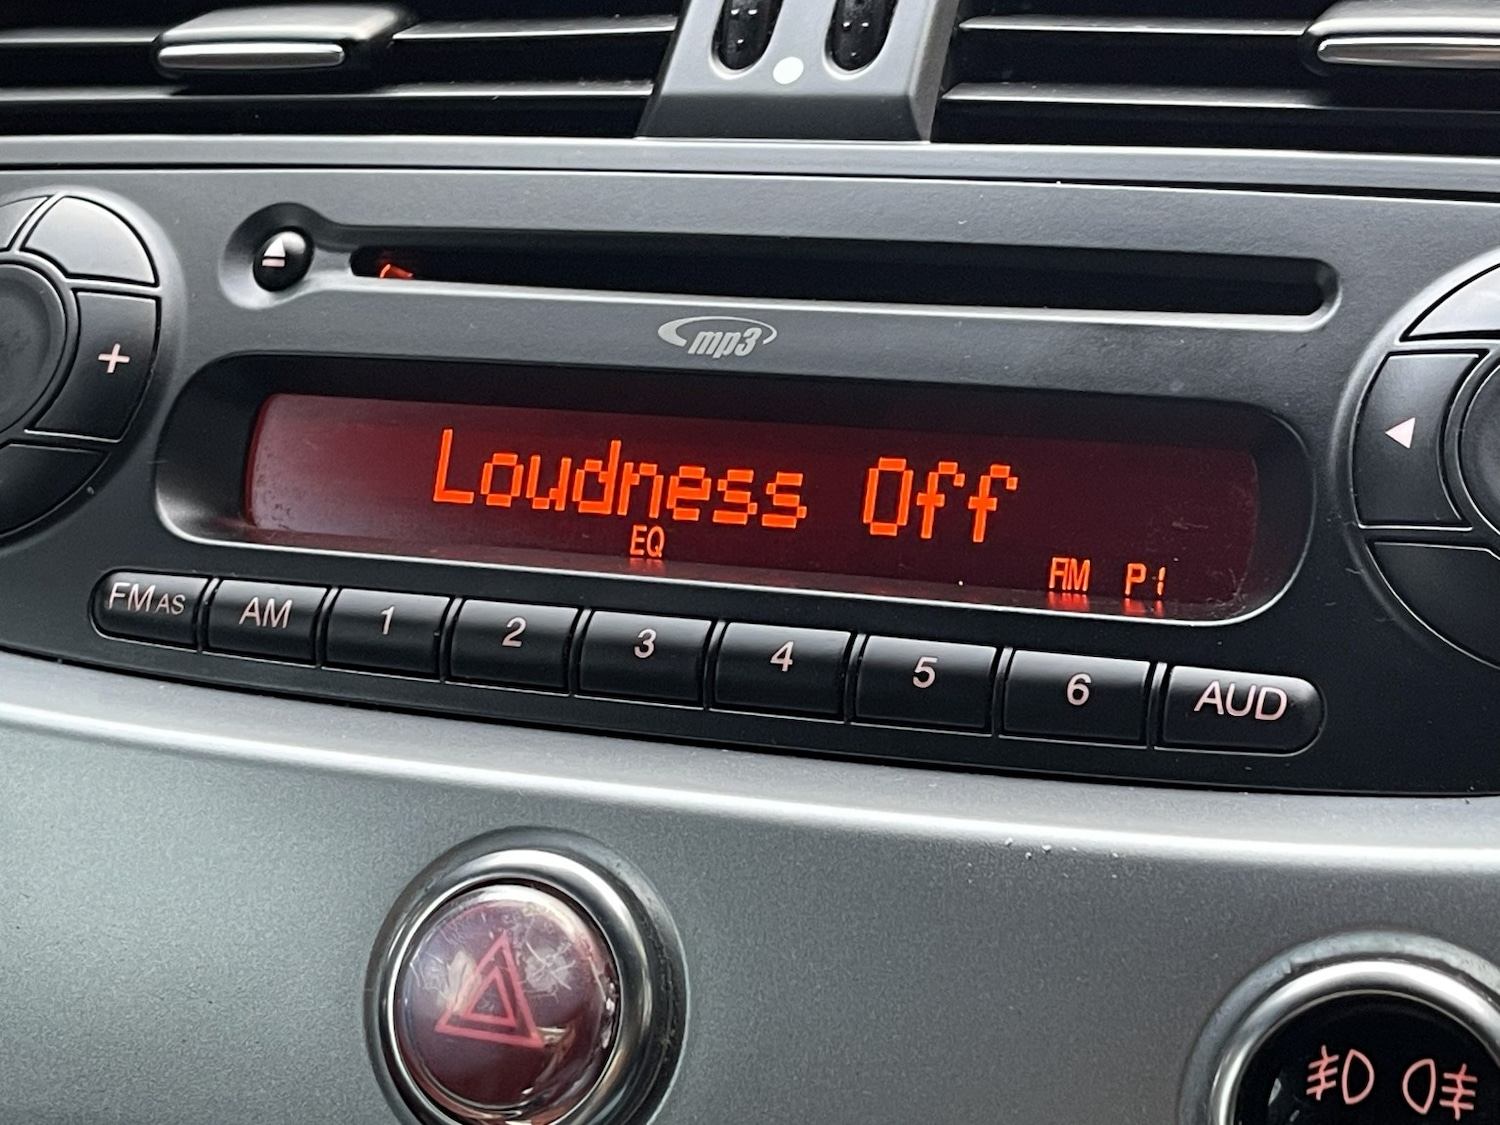 mp3
Loudness Off
EQ
FM P1
FM AS AM 1 2 3 4 5 6 AUD